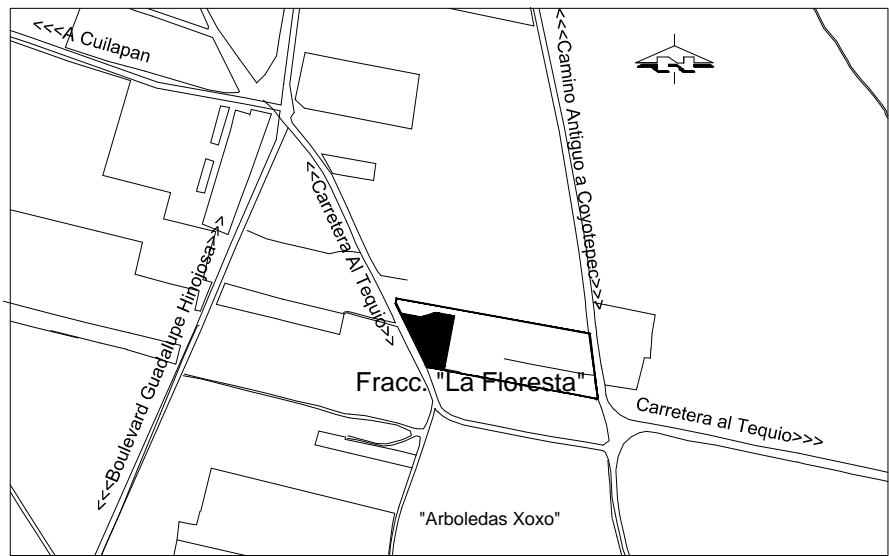 <<<A Cuilapan
<<<Camino Antiguo a Coyotepec>>>
<<Carretera Al Tequio>>
<<<Boulevard Guadalupe Hinojosa>>>
Fracc. "La Floresta"
Carretera al Tequio>>>
"Arboledas Xoxo"